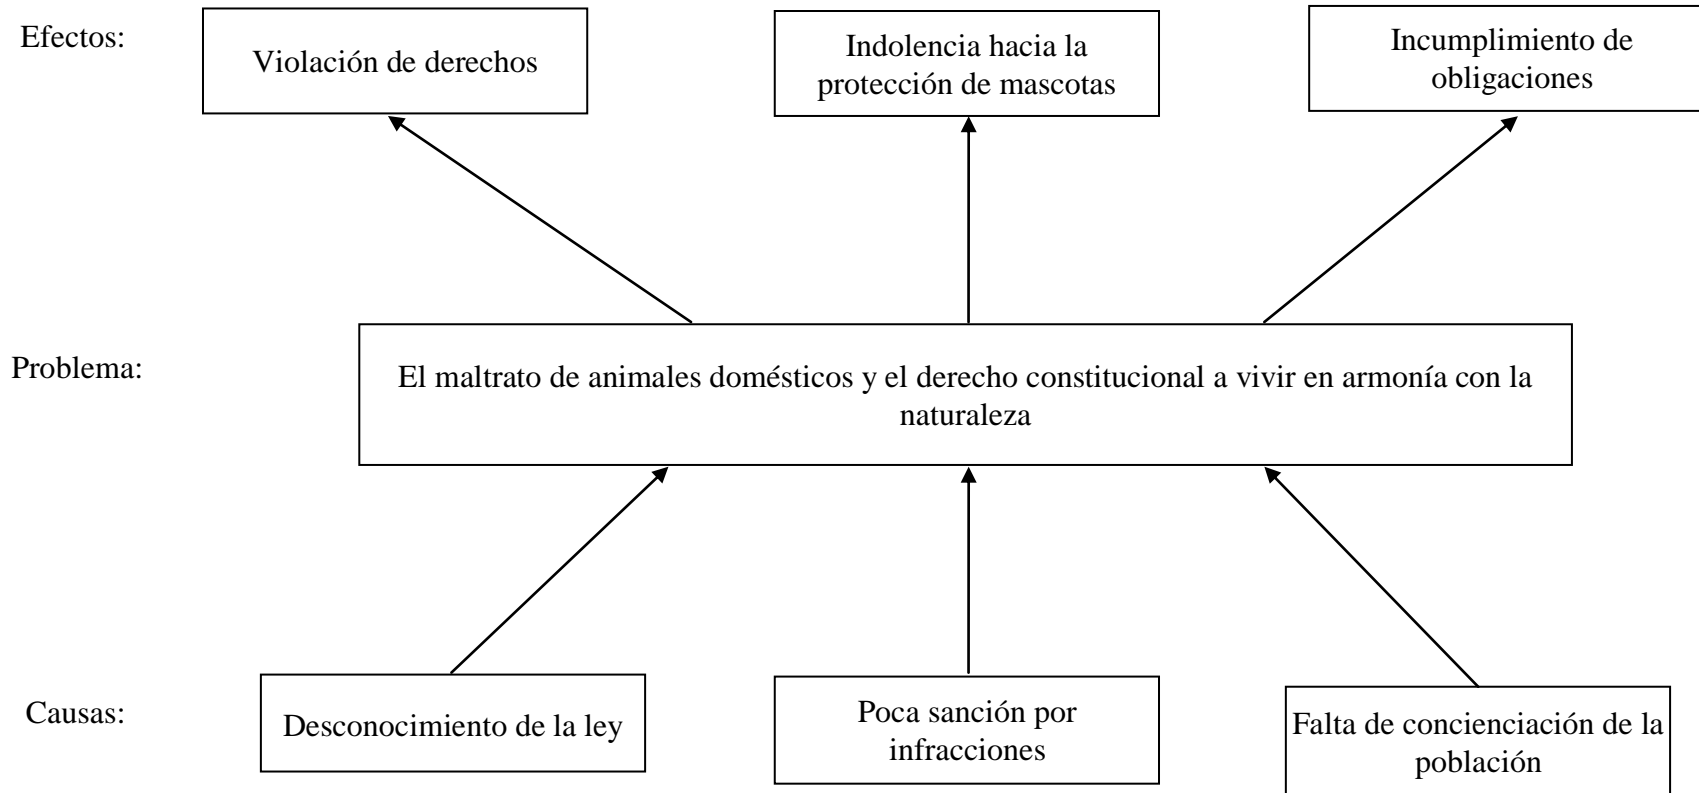 Efectos:
Violación de derechos
Indolencia hacia la
protección de mascotas
Incumplimiento de
obligaciones
Problema:
El maltrato de animales domésticos y el derecho constitucional a vivir en armonía con la
naturaleza
Causas:
Desconocimiento de la ley
Poca sanción por
infracciones
Falta de concienciación de la
población